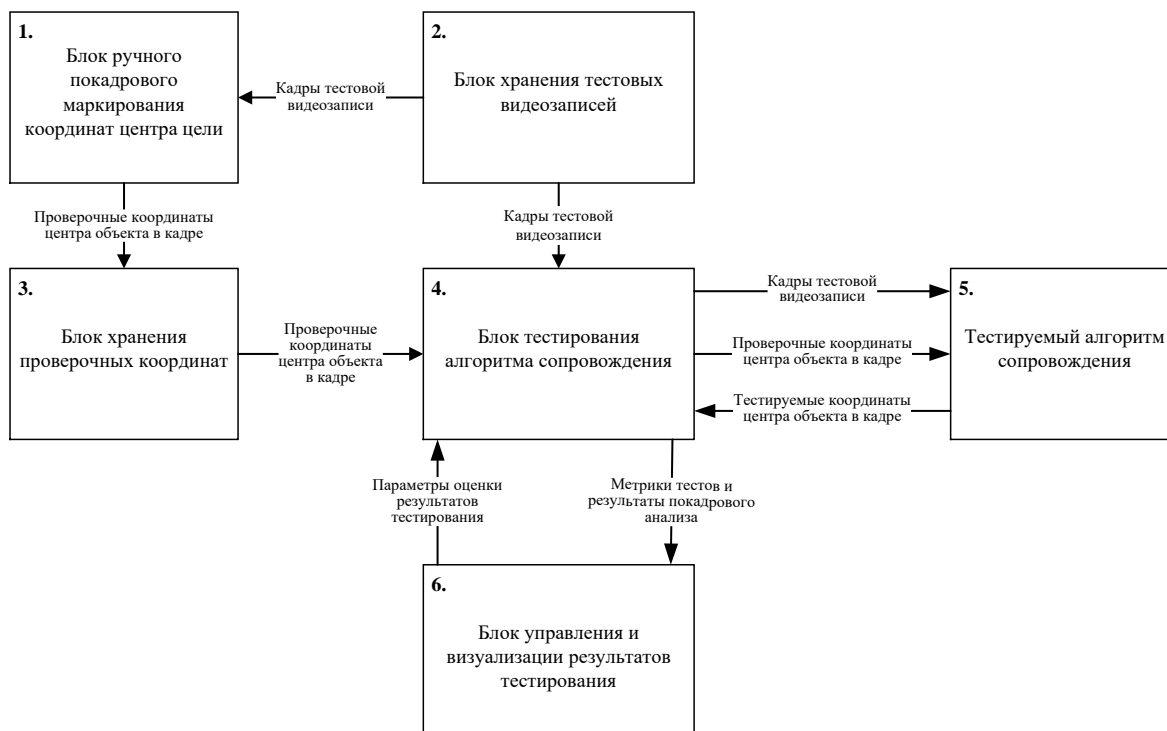 1.
Блок ручного
покадрового
маркирования
координат центра цели
Кадры тестовой
видеозаписи
2.
Блок хранения тестовых
видеозаписей
Проверочные координаты
центра объекта в кадре
Кадры тестовой
видеозаписи
3.
Блок хранения
проверочных координат
Проверочные
координаты
центра объекта
в кадре
4.
Блок тестирования
алгоритма сопровождения
Кадры тестовой
видеозаписи
Проверочные координаты
центра объекта в кадре
Тестируемые координаты
центра объекта в кадре
5.
Тестируемый алгоритм
сопровождения
Параметры оценки
результатов
тестирования
Метрики тестов и
результаты покадрового
анализа
6.
Блок управления и
визуализации результатов
тестирования